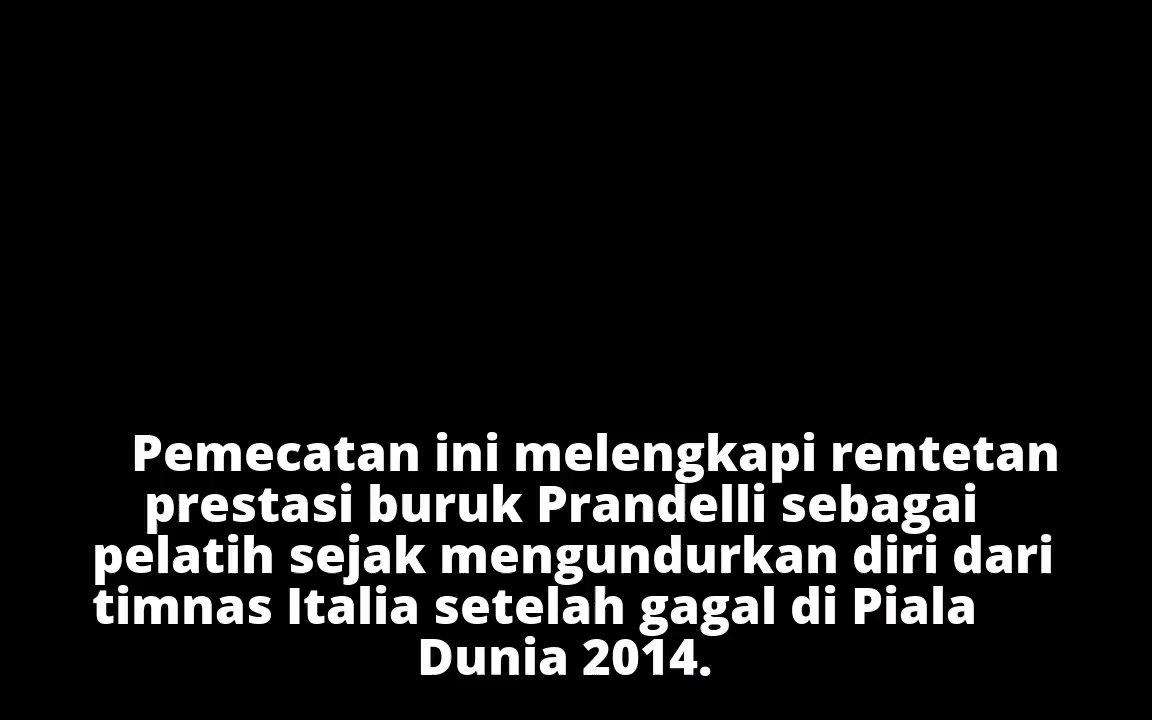 Pemecatan ini melengkapi rentetan
prestasi buruk Prandelli sebagai
pelatih sejak mengundurkan diri dari
timnas Italia setelah gagal di Piala
Dunia 2014.